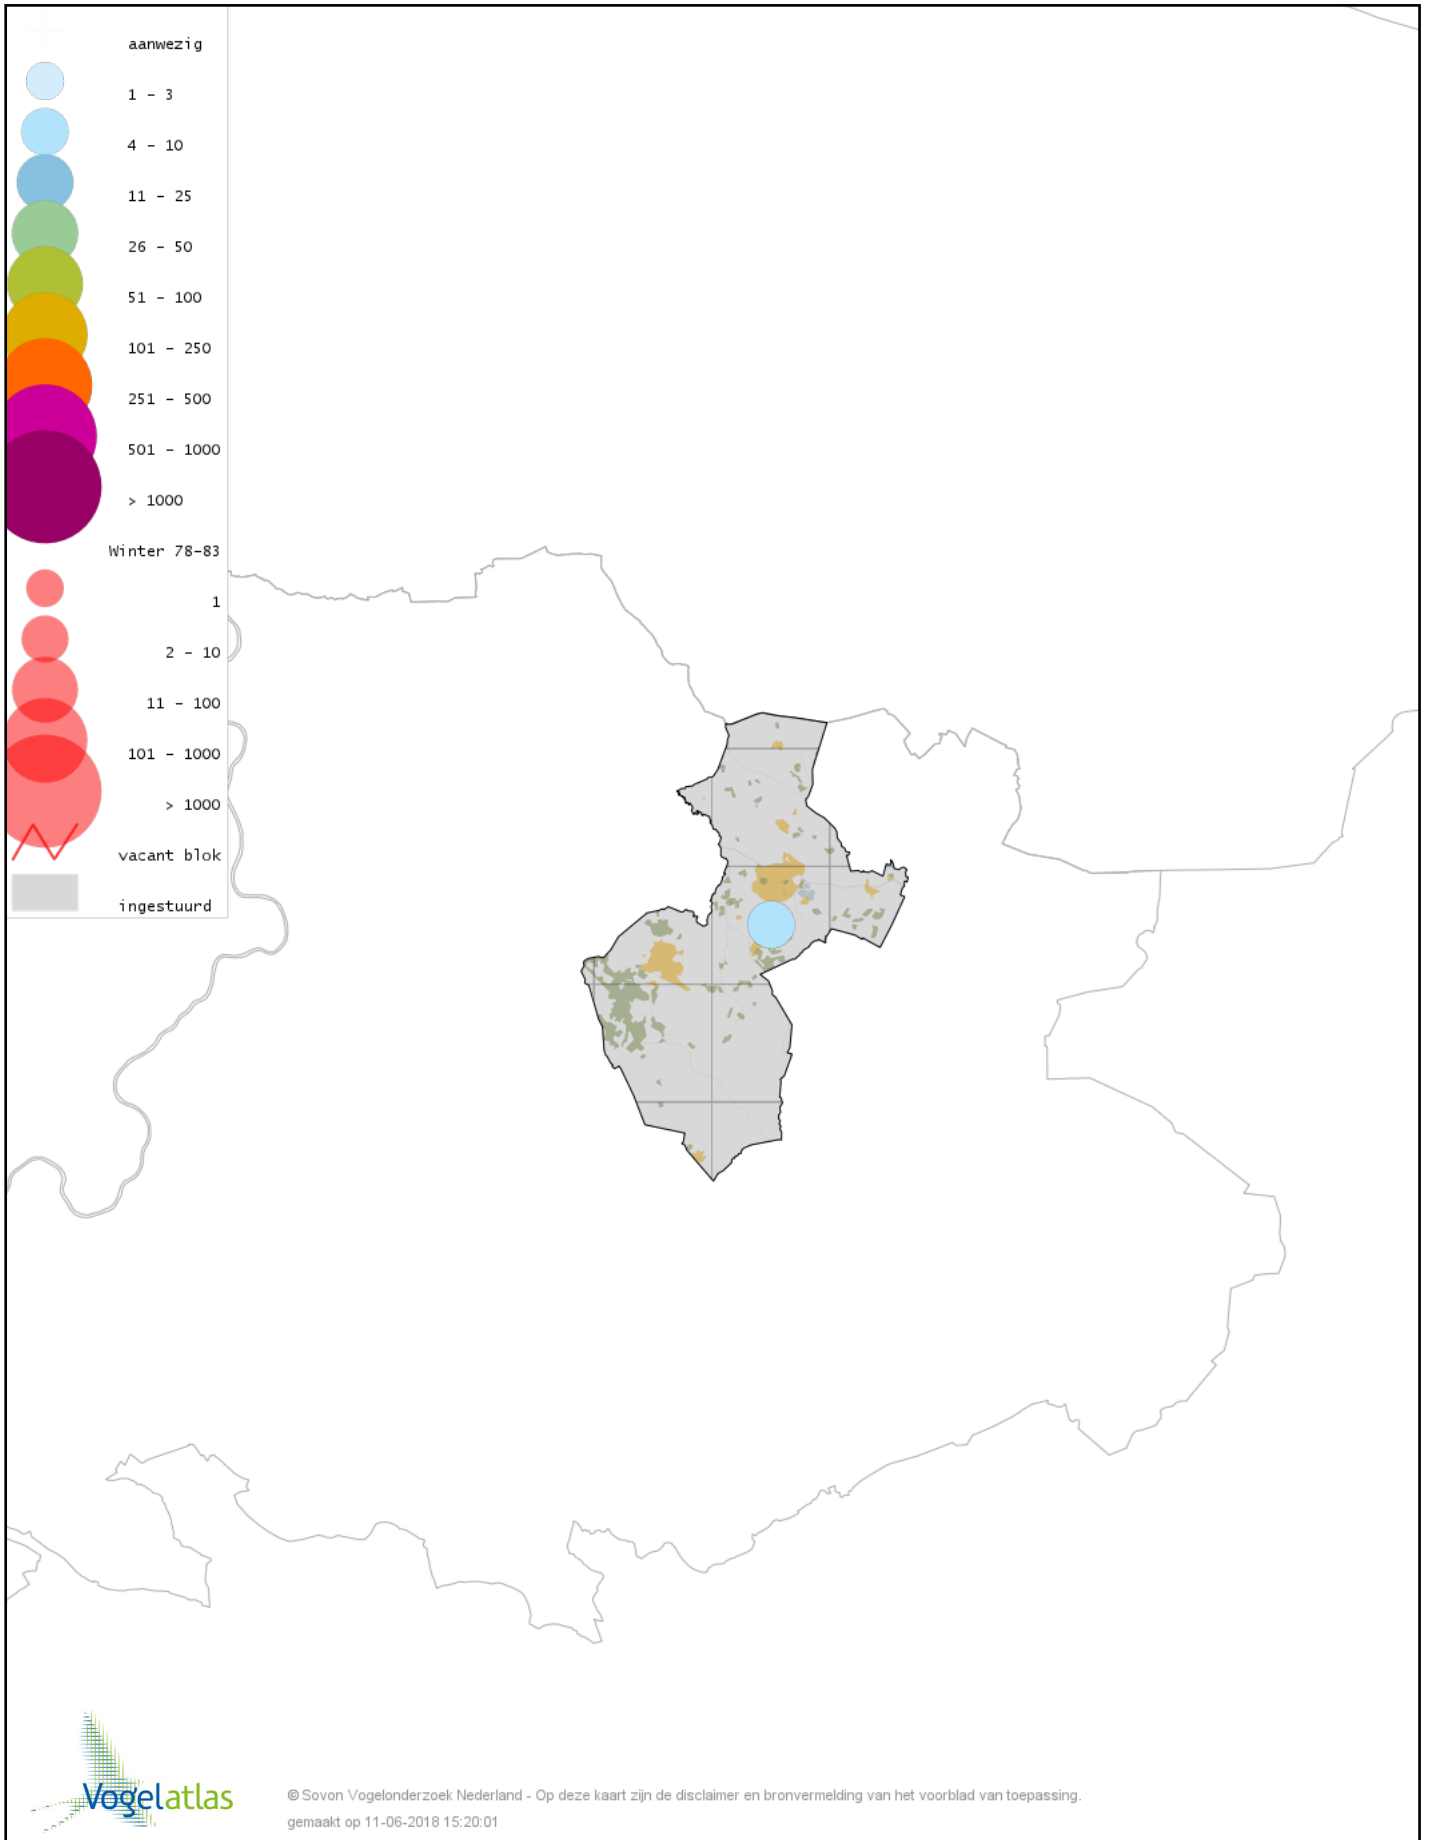 aanwezig
1 - 3
4 - 10
11 - 25
26 - 50
51 - 100
101 - 250
251 - 500
501 - 1000
> 1000
Winter 78-83
1
2 - 10
11 - 100
101 - 1000
> 1000
vacant blok
ingestuurd
Vogelatlas
© Sovon Vogelonderzoek Nederland - Op deze kaart zijn de disclaimer en bronvermelding van het voorblad van toepassing.
gemaakt op 11-06-2018 15:20:01